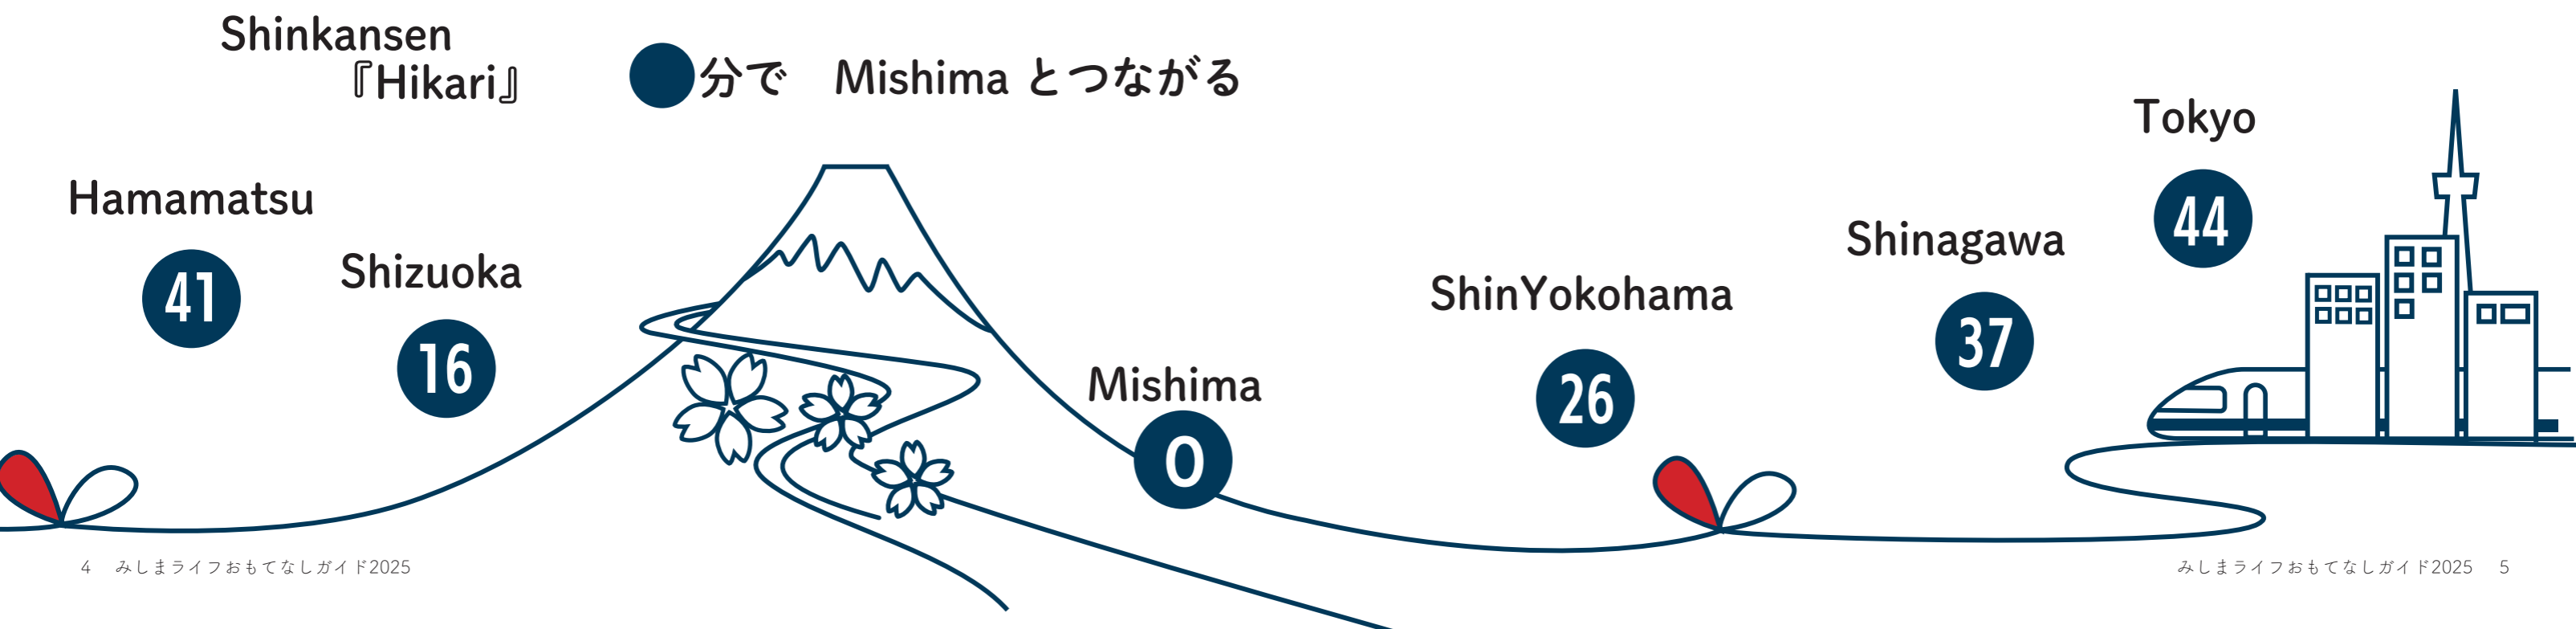 Shinkansen
『Hikari』
分で Mishima とつながる
Hamamatsu
41
Shizuoka
16
Mishima
0
ShinYokohama
26
Shinagawa
37
Tokyo
44
4 みしまライフおもてなしガイド2025
みしまライフおもてなしガイド2025 5